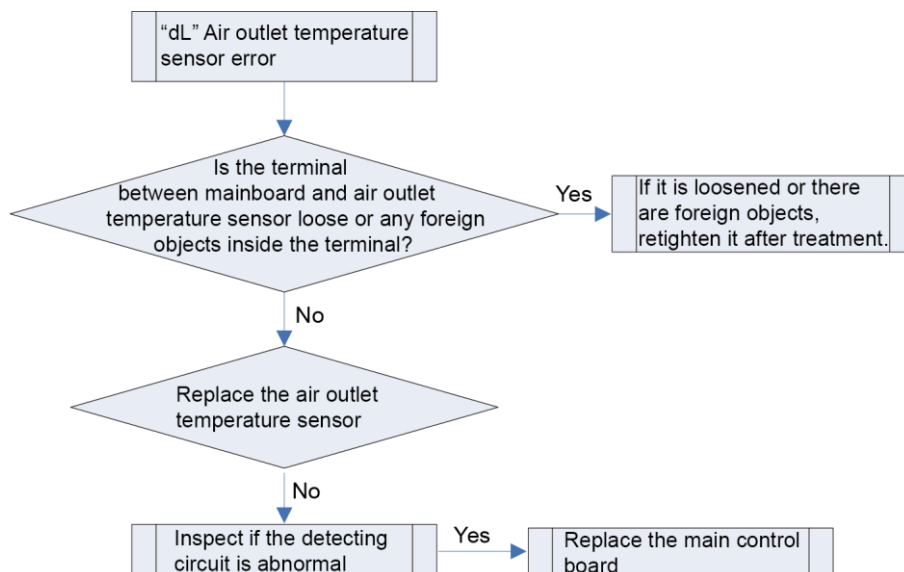 “dL” Air outlet temperature
sensor error
Is the terminal
between mainboard and air outlet
temperature sensor loose or any foreign
objects inside the terminal?
Yes
If it is loosened or there
are foreign objects,
retighten it after treatment.
No
Replace the air outlet
temperature sensor
No
Inspect if the detecting
circuit is abnormal
Yes
Replace the main control
board